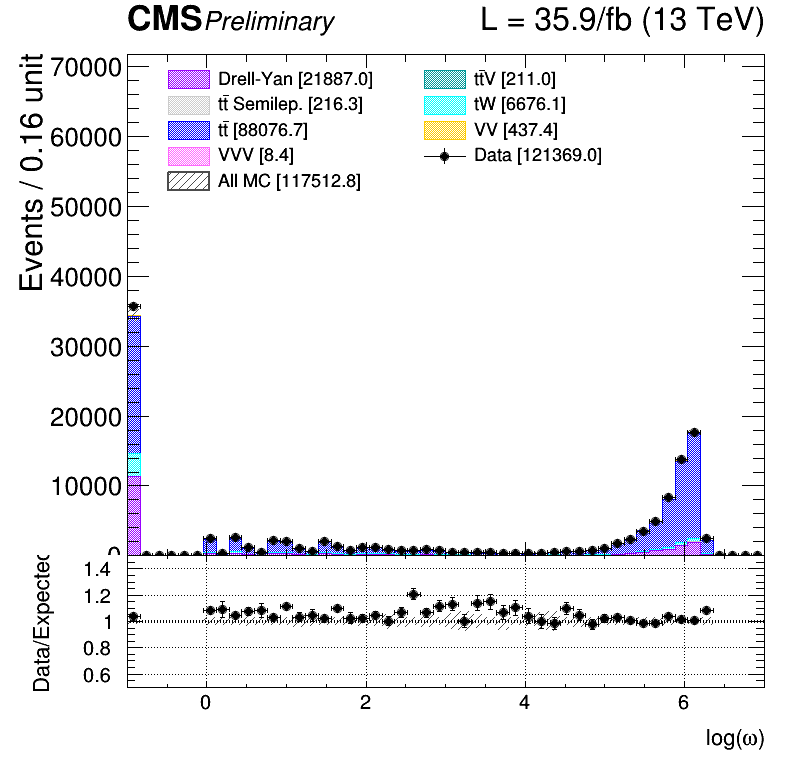 CMS Preliminary L = 35.9/fb (13 TeV)
Events / 0.16 unit
70000
60000
50000
40000
30000
20000
10000
0
Drell-Yan [21887.0]
tt̄ Semilep. [216.3]
tt̄ [88076.7]
VVV [8.4]
All MC [117512.8]
tt̄V [211.0]
tW [6676.1]
VV [437.4]
Data [121369.0]
Data/Expected
1.4
1.2
1
0.8
0.6
0 2 4 6
log(ω)